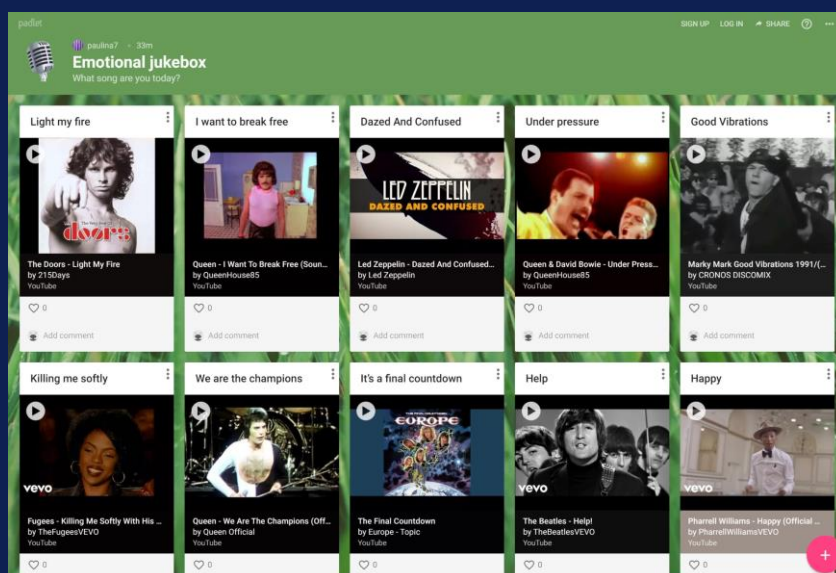 padlet
SIGN UP LOG IN SHARE
paulina7 • 33m
Emotional jukebox
What song are you today?
Light my fire
The Very Best Of
doors
The Doors - Light My Fire
by 215Days
YouTube
0
Add comment
I want to break free
Queen - I Want To Break Free (Soun...
by QueenHouse85
YouTube
0
Add comment
Dazed And Confused
LED ZEPPELIN
DAZED AND CONFUSED
Led Zeppelin - Dazed And Confused...
by Led Zeppelin
YouTube
0
Add comment
Under pressure
Queen & David Bowie - Under Press...
by QueenHouse85
YouTube
0
Add comment
Good Vibrations
Marky Mark Good Vibrations 1991/(...
by CRONOS DISCOMIX
YouTube
0
Add comment
Killing me softly
vevo
Fugees - Killing Me Softly With His ...
by TheFugeesVEVO
YouTube
0
We are the champions
Queen - We Are The Champions (Off...
by Queen Official
YouTube
0
It's a final countdown
EUROPE
The Final Countdown
by Europe - Topic
YouTube
0
Help
vevo
The Beatles - Help!
by TheBeatlesVEVO
YouTube
0
Happy
vevo
Pharrell Williams - Happy (Official ...
by PharrellWilliamsVEVO
YouTube
0